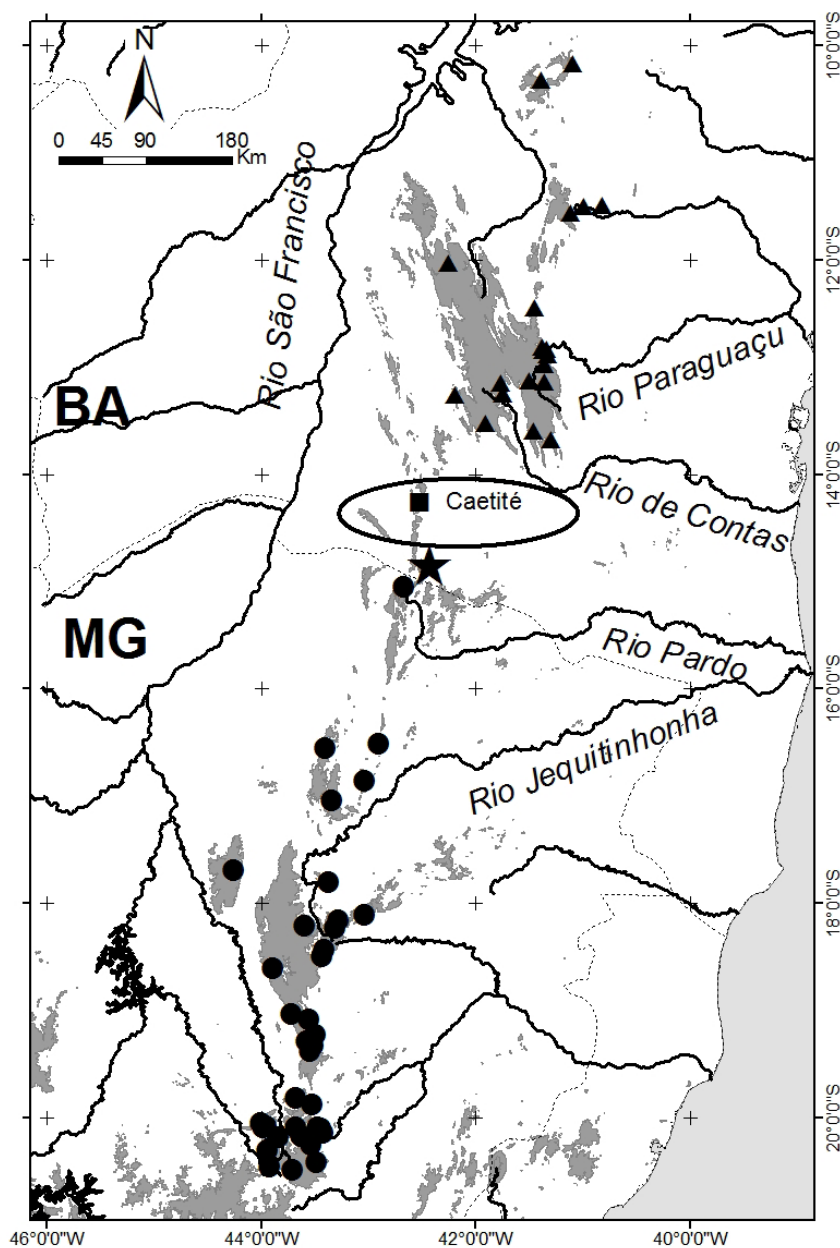 N
0 45 90 180
Km
10°0'0"S
12°0'0"S
14°0'0"S
16°0'0"S
18°0'0"S
20°0'0"S
Rio São Francisco
BA
Rio Paraguaçu
Caetité
Rio de Contas
MG
Rio Pardo
Rio Jequitinhonha
46°0'0"W 44°0'0"W 42°0'0"W 40°0'0"W